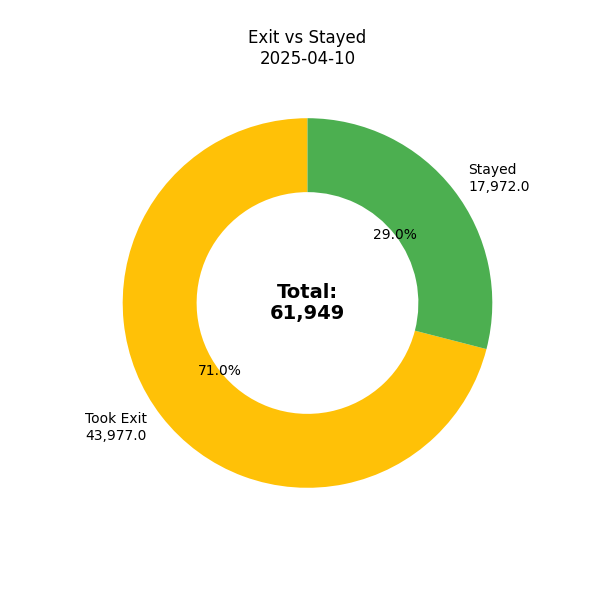 Exit vs Stayed
2025-04-10
Stayed
17,972.0
29.0%
Total:
61,949
71.0%
Took Exit
43,977.0